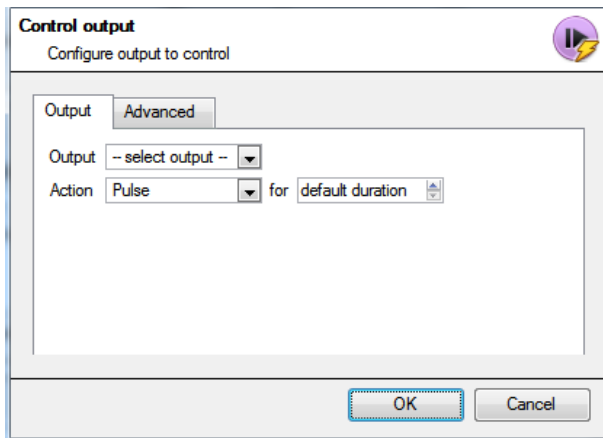 Control output
Configure output to control
Output Advanced
Output -- select output --
Action Pulse for default duration
OK Cancel